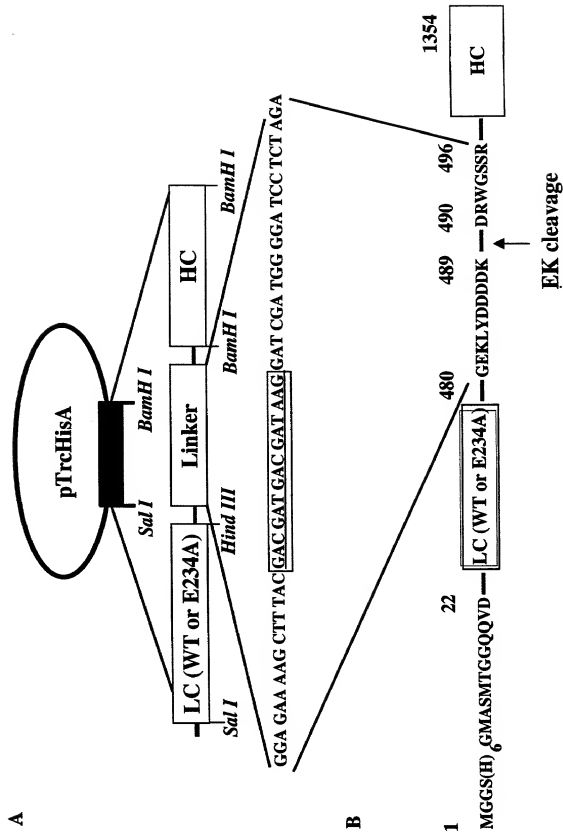 A
pTrcHisA
Sal I
BamH I
LC (WT or E234A)
Linker
HC
Sal I
Hind III
BamH I
BamH I
GGA GAA AAG CTT TAC GAC GAT GAC GAT AAG GAT CGA TGG GGA TCC TCT AGA
B
1
22
480
489
490
496
1354
MGGS(H)6GMASMTGGQQVD
LC (WT or E234A)
GEKLYDDDDK
DRWGSSR
HC
EK cleavage